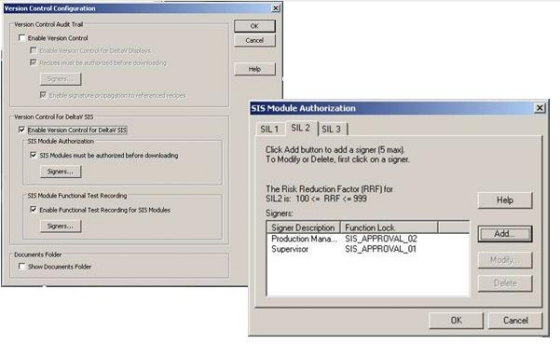 Version Control Configuration
Version Control Audit Trail
Enable Version Control
Enable Version Control for DeltaV Displays
Recipes must be authorized before downloading
Signers...
Enable signature propagation to referenced recipes
Version Control for DeltaV SIS
Enable Version Control for DeltaV SIS
SIS Module Authorization
SIS Modules must be authorized before downloading
Signers...
SIS Module Functional Test Recording
Enable Functional Test Recording for SIS Modules
Signers...
Documents Folder
Show Documents Folder
OK
Cancel
Help
SIS Module Authorization
SIL 1 SIL 2 SIL 3
Click Add button to add a signer (5 max).
To Modify or Delete, first click on a signer.
The Risk Reduction Factor (RRF) for
SIL2 is: 100 <= RRF <= 999
Signers:
Signer Description Function Lock
Production Mana... SIS_APPROVAL_02
Supervisor SIS_APPROVAL_01
Help
Add...
Modify...
Delete
OK Cancel